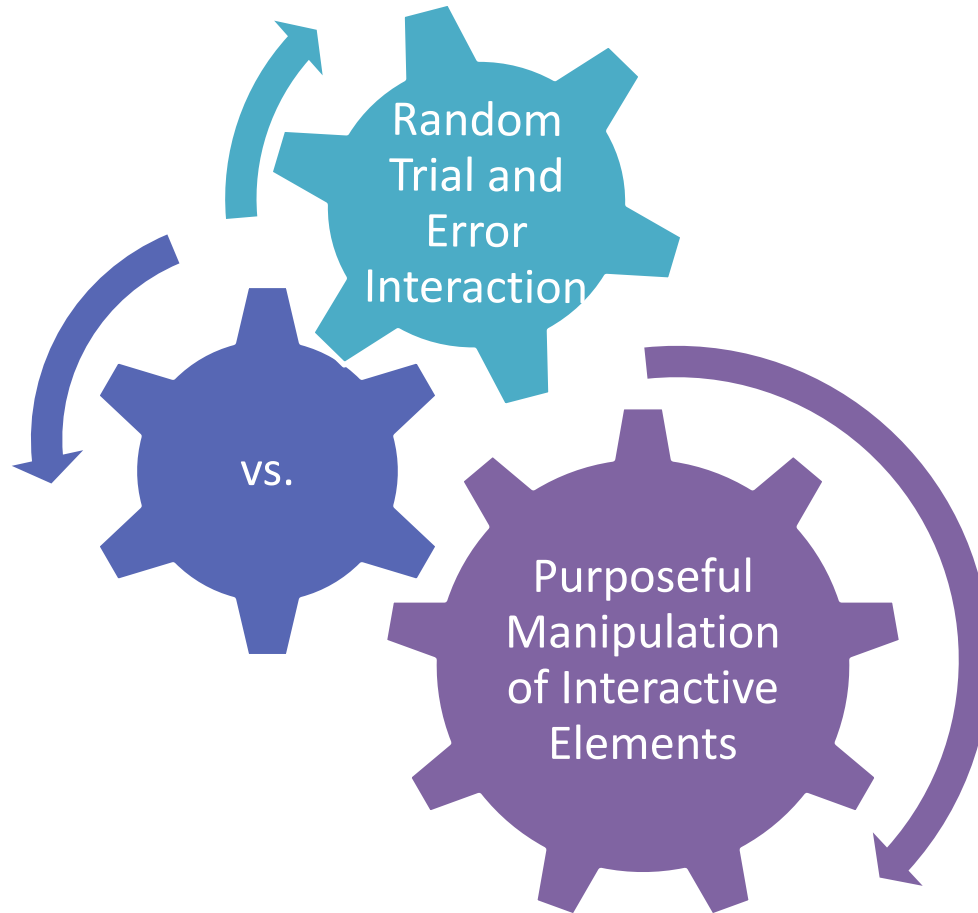 Random
Trial and
Error
Interaction
vs.
Purposeful
Manipulation
of Interactive
Elements